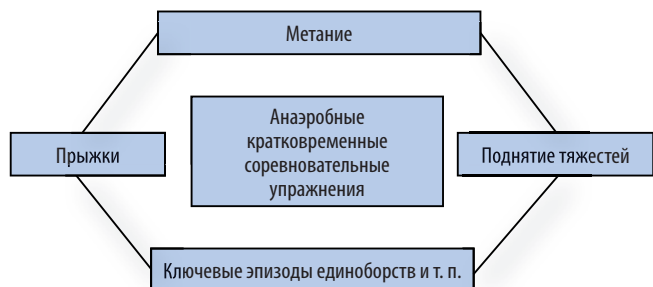 Метание
Прыжки
Анаэробные
кратковременные
соревновательные
упражнения
Поднятие тяжестей
Ключевые эпизоды единоборств и т. п.